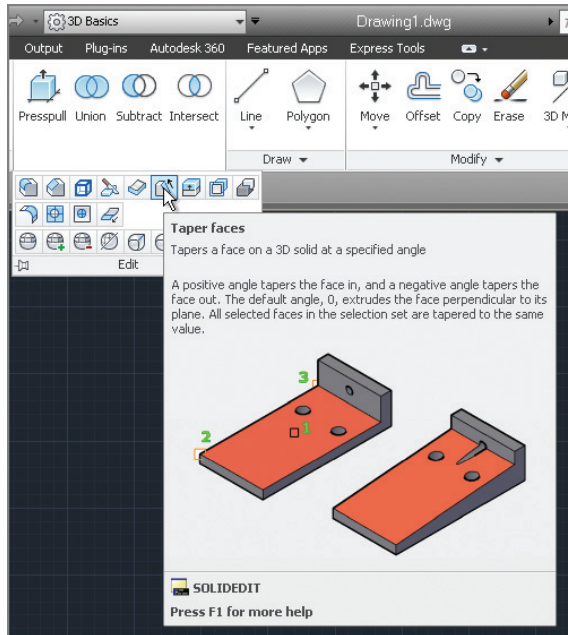 3D Basics
Drawing1.dwg
Output Plug-ins Autodesk 360 Featured Apps Express Tools
Presspull Union Subtract Intersect Line Polygon Move Offset Copy Erase 3D M
Draw Modify
Edit
Taper faces
Tapers a face on a 3D solid at a specified angle
A positive angle tapers the face in, and a negative angle tapers the
face out. The default angle, 0, extrudes the face perpendicular to its
plane. All selected faces in the selection set are tapered to the same
value.
3
1
2
SOLIDEDIT
Press F1 for more help